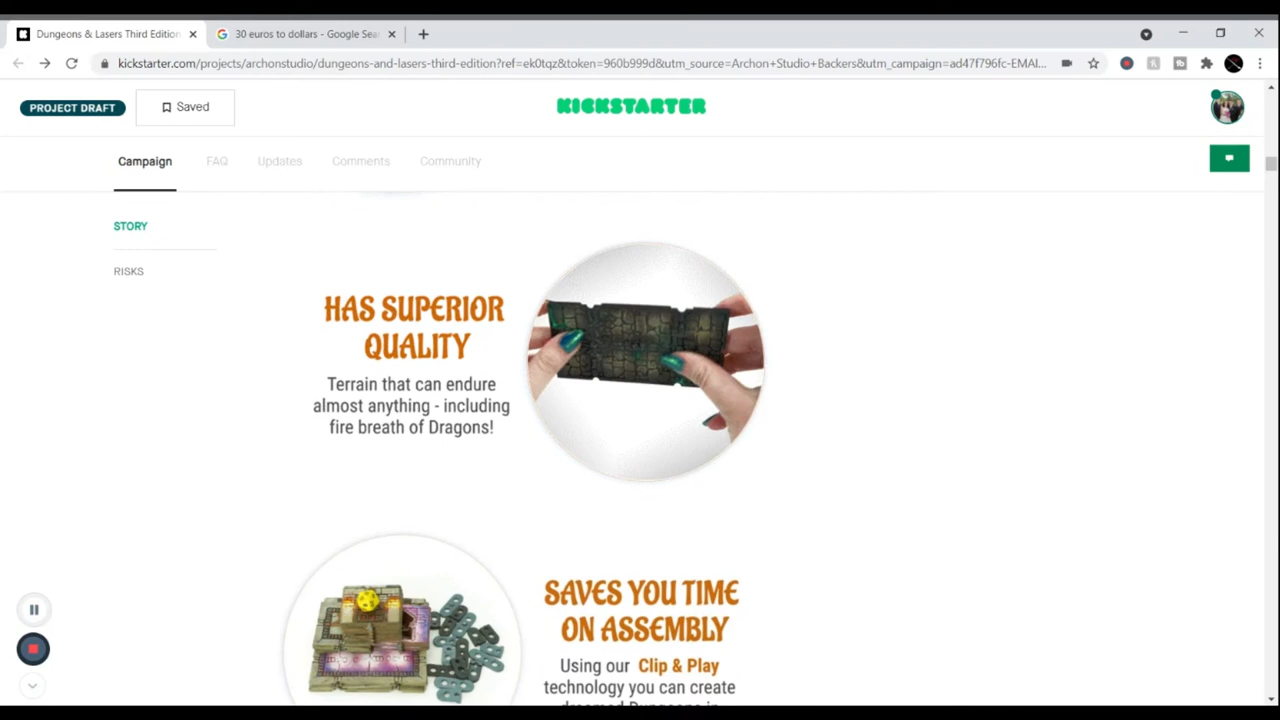 Dungeons & Lasers Third Edition
30 euros to dollars - Google Sea
kickstarter.com/projects/archonstudio/dungeons-and-lasers-third-edition?ref=ek0tqz&token=960b999d&utm_source=Archon+Studio+Backers&utm_campaign=ad47f796fc-EMAI...
PROJECT DRAFT
Saved
KICKSTARTER
Campaign
FAQ
Updates
Comments
Community
STORY
RISKS
HAS SUPERIOR
QUALITY
Terrain that can endure
almost anything - including
fire breath of Dragons!
SAVES YOU TIME
ON ASSEMBLY
Using our Clip & Play
technology you can create
dreamed Dungeons in